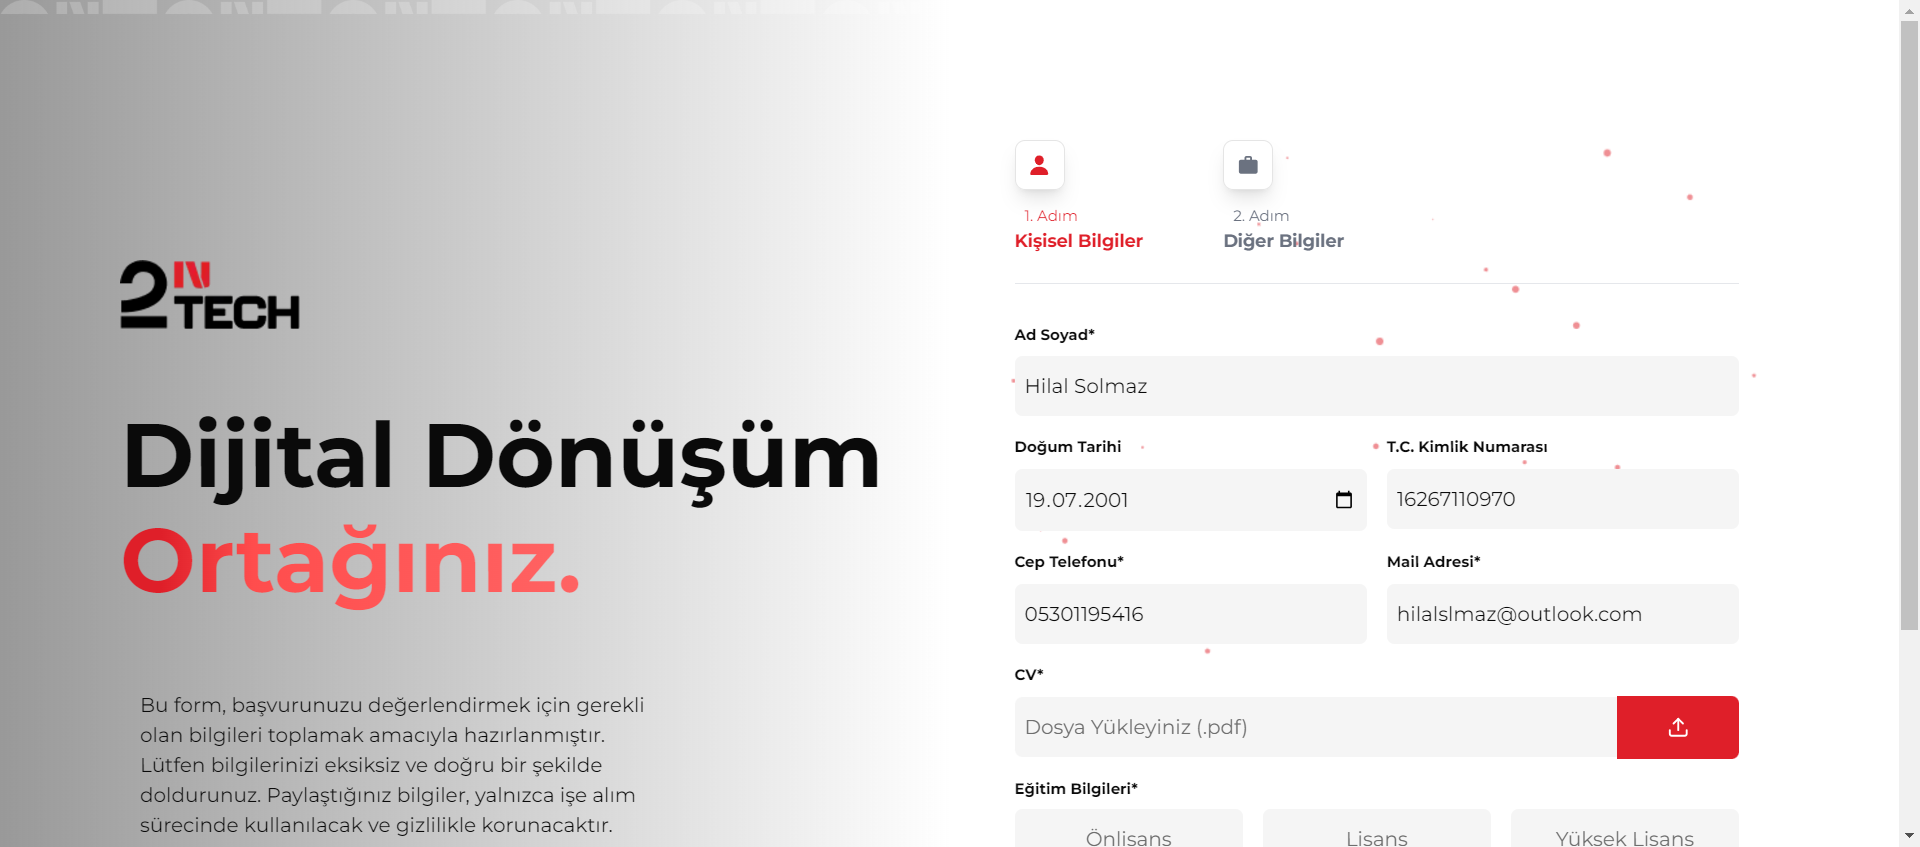 2IN
TECH
Dijital Dönüşüm
Ortağınız.
Bu form, başvurunuzu değerlendirmek için gerekli
olan bilgileri toplamak amacıyla hazırlanmıştır.
Lütfen bilgilerinizi eksiksiz ve doğru bir şekilde
doldurunuz. Paylaştığınız bilgiler, yalnızca işe alım
sürecinde kullanılacak ve gizlilikle korunacaktır.
1. Adım
Kişisel Bilgiler
2. Adım
Diğer Bilgiler
Ad Soyad*
Hilal Solmaz
Doğum Tarihi
19.07.2001
T.C. Kimlik Numarası
16267110970
Cep Telefonu*
05301195416
Mail Adresi*
hilalslmaz@outlook.com
CV*
Dosya Yükleyiniz (.pdf)
Eğitim Bilgileri*
Önlisans
Lisans
Yüksek Lisans